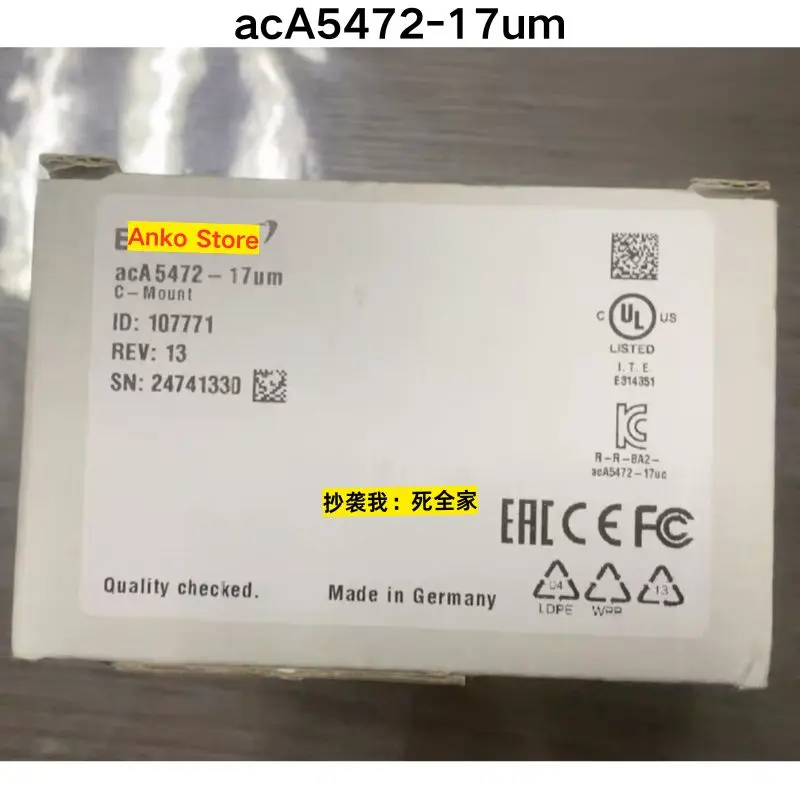 acA5472-17um
Anko Store
acA5472-17um
C-Mount
ID: 107771
REV: 13
SN: 24741330
C UL US
LISTED
I.T.E.
E314351
R-R-BA2-
acA5472-17uc
抄袭我：死全家
EAC CE FC
Quality checked.
Made in Germany
04
LDPE
13